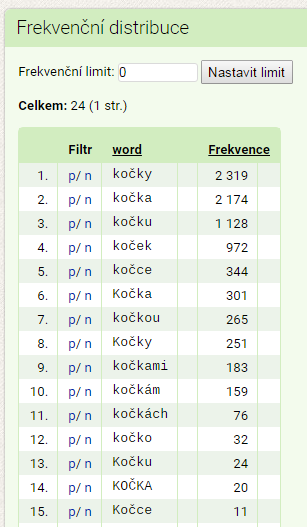 Frekvenční distribuce
Frekvenční limit: 0 Nastavit limit
Celkem: 24 (1 str.)
Filtr word Frekvence
1. p/ n kočky 2 319
2. p/ n kočka 2 174
3. p/ n kočku 1 128
4. p/ n koček 972
5. p/ n kočce 344
6. p/ n Kočka 301
7. p/ n kočkou 265
8. p/ n Kočky 251
9. p/ n kočkami 183
10. p/ n kočkám 159
11. p/ n kočkách 76
12. p/ n kočko 32
13. p/ n Kočku 24
14. p/ n KOČKA 20
15. p/ n Kočce 11